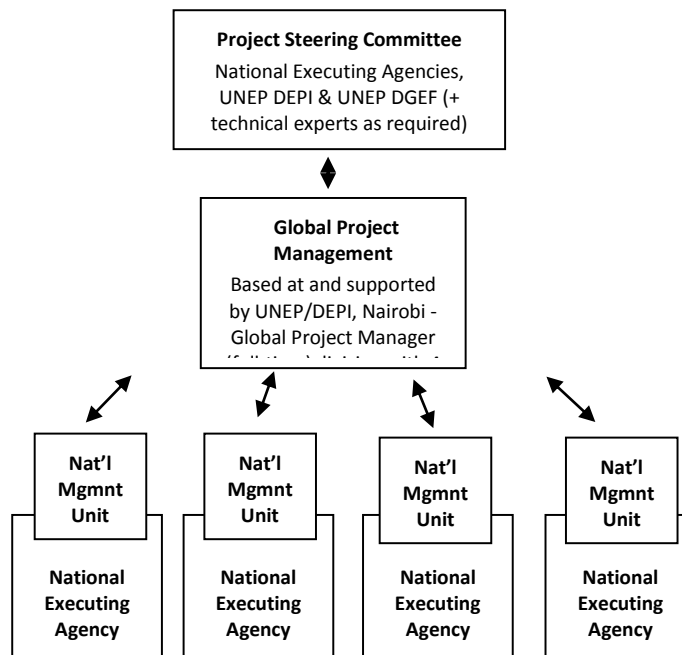 Project Steering Committee
National Executing Agencies,
UNEP DEPI & UNEP DGEF (+
technical experts as required)
Global Project
Management
Based at and supported
by UNEP/DEPI, Nairobi -
Global Project Manager
Nat’l
Mgmnt
Unit
Nat’l
Mgmnt
Unit
Nat’l
Mgmnt
Unit
Nat’l
Mgmnt
Unit
National
Executing
Agency
National
Executing
Agency
National
Executing
Agency
National
Executing
Agency